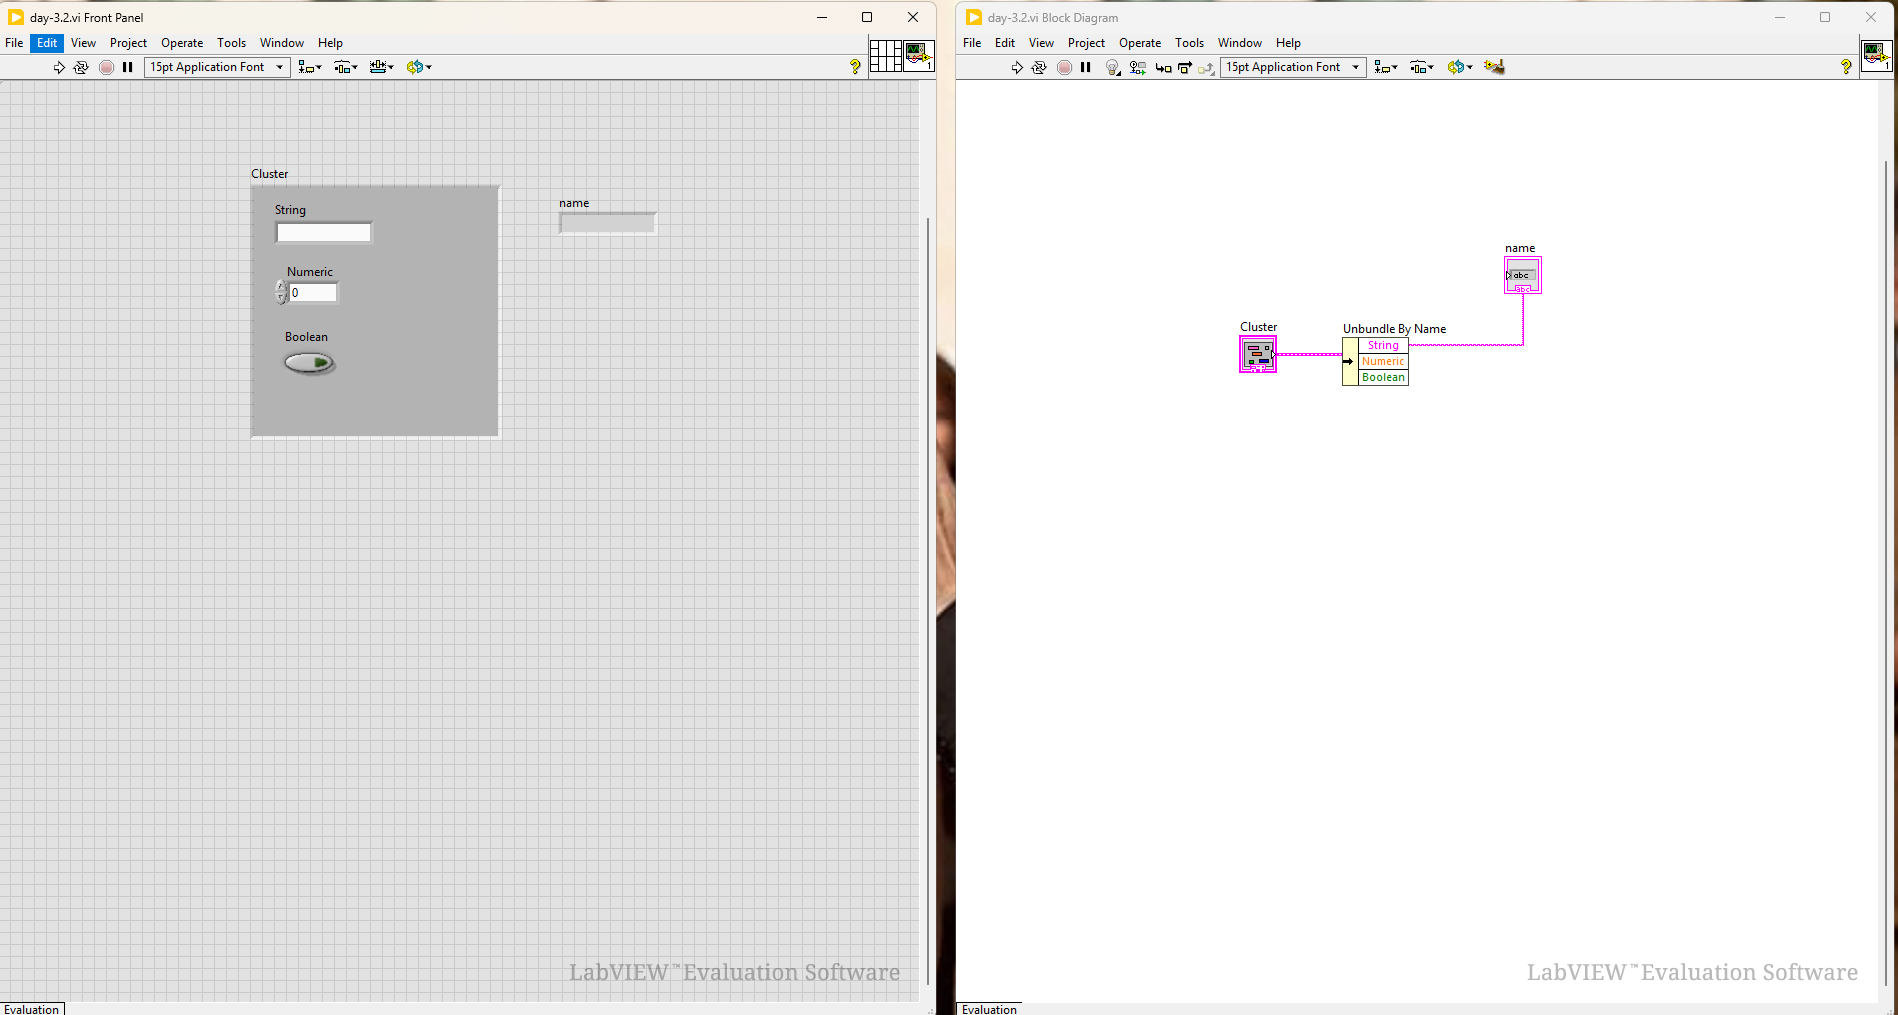 day-3.2.vi Front Panel
File Edit View Project Operate Tools Window Help
15pt Application Font
?
1
Cluster
String
Numeric
0
Boolean
name
LabVIEW™ Evaluation Software
Evaluation
day-3.2.vi Block Diagram
File Edit View Project Operate Tools Window Help
15pt Application Font
?
1
name
abc
abc
Cluster
Unbundle By Name
String
Numeric
Boolean
LabVIEW™ Evaluation Software
Evaluation